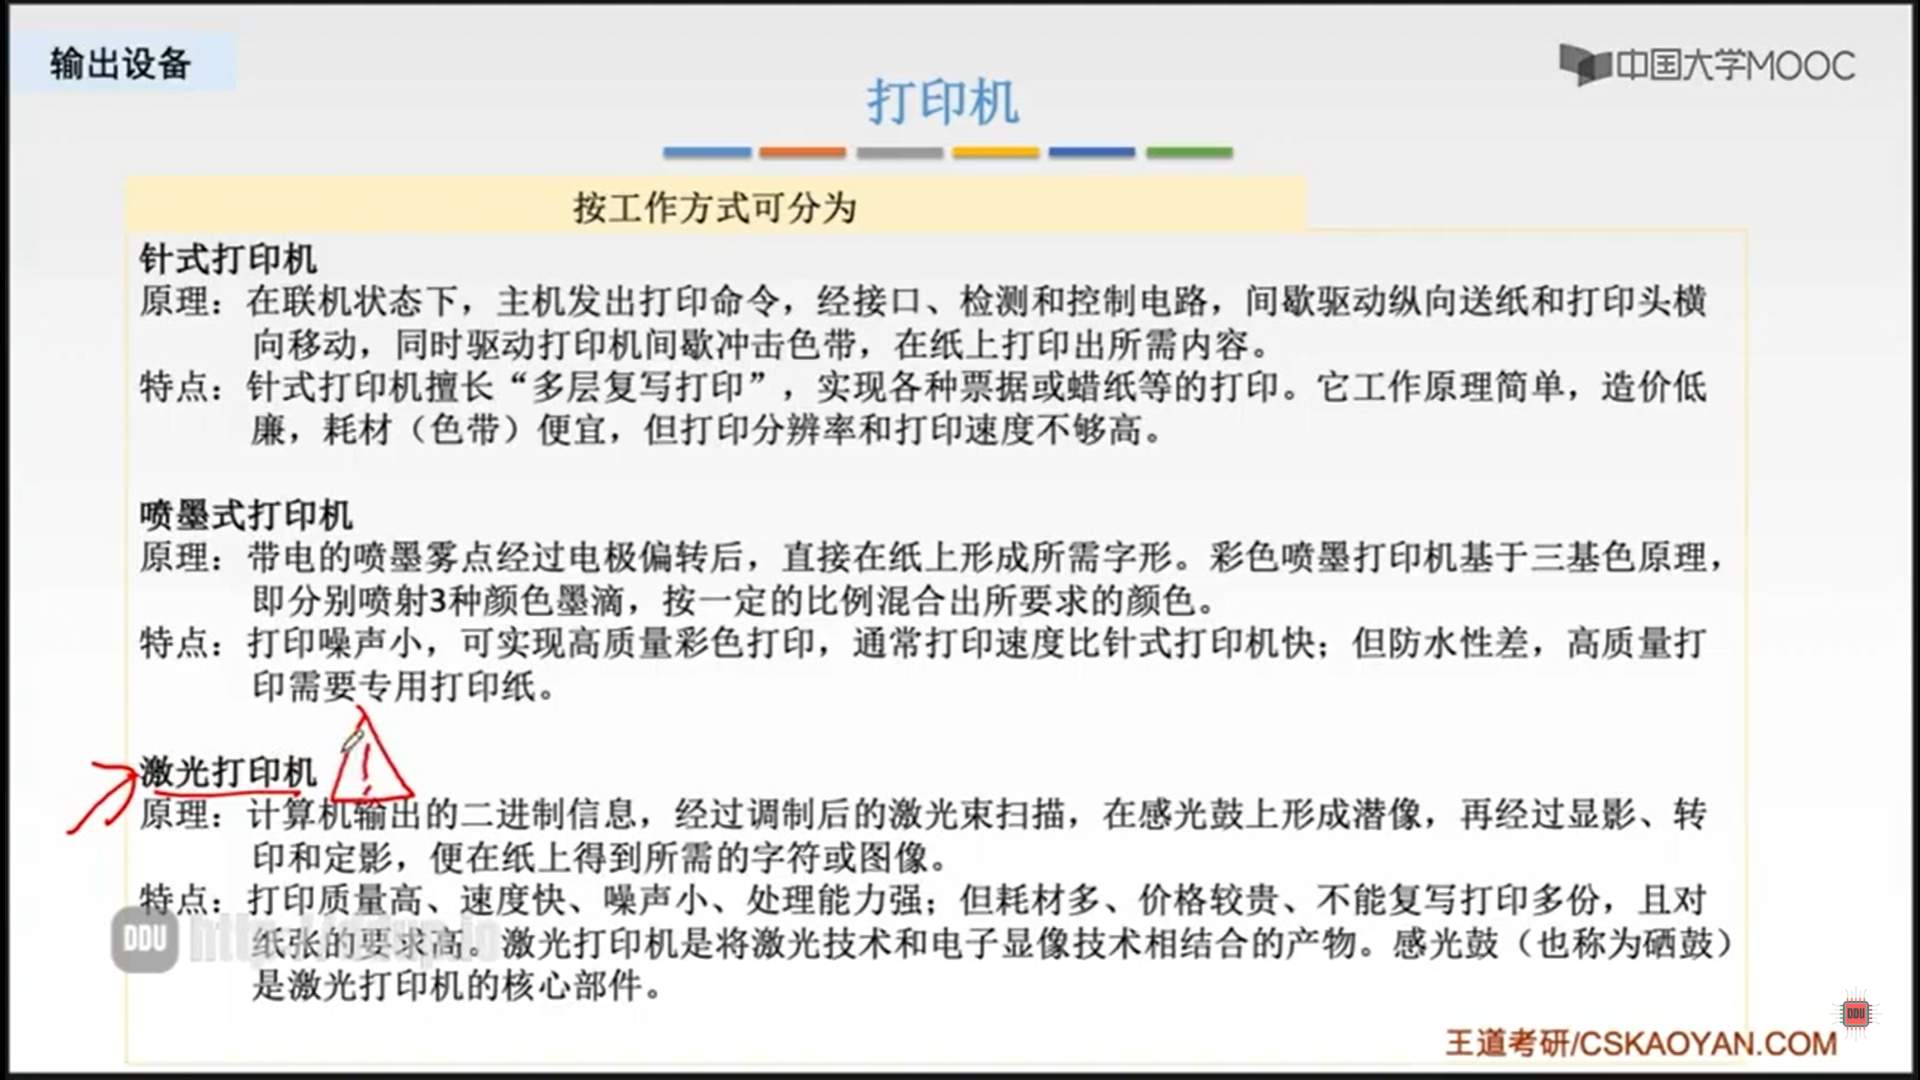 输出设备
中国大学MOOC
打印机
按工作方式可分为
针式打印机
原理：在联机状态下，主机发出打印命令，经接口、检测和控制电路，间歇驱动纵向送纸和打印头横
向移动，同时驱动打印机间歇冲击色带，在纸上打印出所需内容。
特点：针式打印机擅长“多层复写打印”，实现各种票据或蜡纸等的打印。它工作原理简单，造价低
廉，耗材（色带）便宜，但打印分辨率和打印速度不够高。
喷墨式打印机
原理：带电的喷墨雾点经过电极偏转后，直接在纸上形成所需字形。彩色喷墨打印机基于三基色原理，
即分别喷射3种颜色墨滴，按一定的比例混合出所要求的颜色。
特点：打印噪声小，可实现高质量彩色打印，通常打印速度比针式打印机快；但防水性差，高质量打
印需要专用打印纸。
激光打印机
!
原理：计算机输出的二进制信息，经过调制后的激光束扫描，在感光鼓上形成潜像，再经过显影、转
印和定影，便在纸上得到所需的字符或图像。
特点：打印质量高、速度快、噪声小、处理能力强；但耗材多、价格较贵、不能复写打印多份，且对
纸张的要求高。激光打印机是将激光技术和电子显像技术相结合的产物。感光鼓（也称为硒鼓）
是激光打印机的核心部件。
DDU
DDU
王道考研/CSKAOYAN.COM